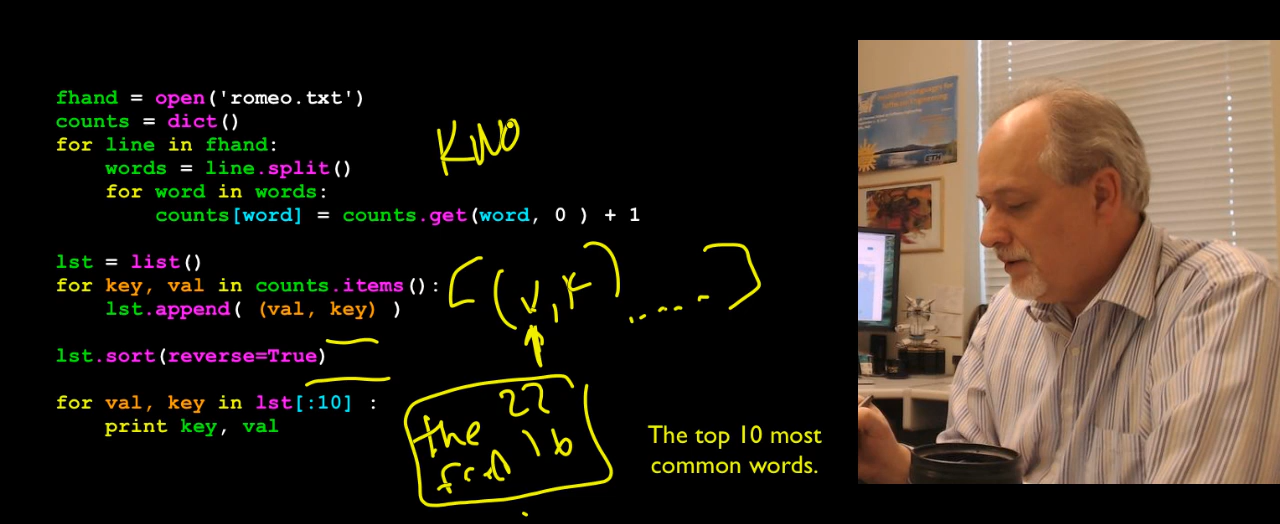 fhand = open('romeo.txt')
counts = dict()
for line in fhand:
    words = line.split()
    for word in words:
        counts[word] = counts.get(word, 0 ) + 1
lst = list()
for key, val in counts.items():
    lst.append( (val, key) )
lst.sort(reverse=True)
for val, key in lst[:10] :
    print key, val
KNO
[(v,k).....]
the 22
16
The top 10 most
common words.